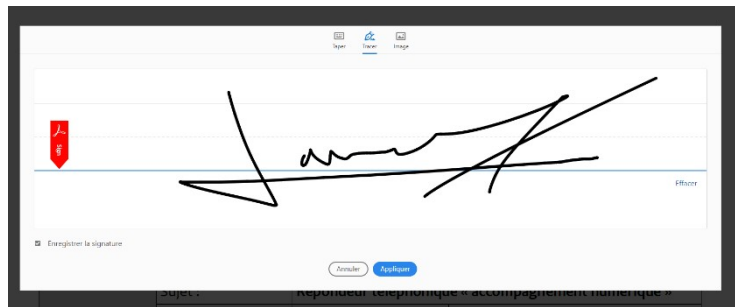 Taper Tracer Image
Sign
Effacer
Enregistrer la signature
Annuler Appliquer
Sujet : Répondeur téléphonique « accompagnement numérique »